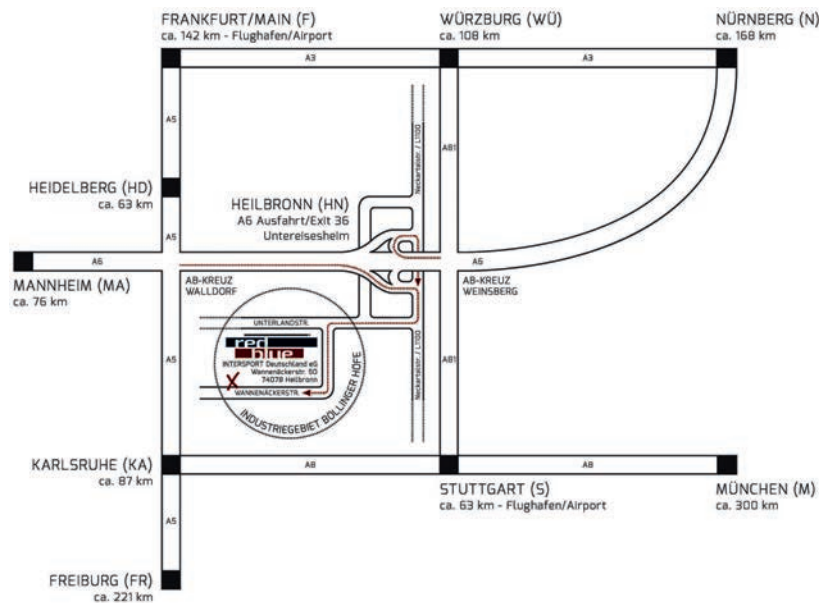 FRANKFURT/MAIN (F)
ca. 142 km - Flughafen/Airport
WÜRZBURG (WÜ)
ca. 108 km
NÜRNBERG (N)
ca. 168 km
A3
A3
A5
Neckartalstr. / L1100
A81
HEIDELBERG (HD)
ca. 63 km
HEILBRONN (HN)
A6 Ausfahrt/Exit 36
Untereisesheim
A5
A6
A6
MANNHEIM (MA)
ca. 76 km
AB-KREUZ
WALLDORF
AB-KREUZ
WEINSBERG
UNTERLANDSTR.
red
blue
INTERSPORT Deutschland eG
Wannenäckerstr. 50
74078 Heilbronn
X
WANNENÄCKERSTR.
INDUSTRIEGEBIET BÖLLINGER HÖFE
A5
Neckartalstr. / L1100
A81
KARLSRUHE (KA)
ca. 87 km
A8
A8
STUTTGART (S)
ca. 63 km - Flughafen/Airport
MÜNCHEN (M)
ca. 300 km
A5
FREIBURG (FR)
ca. 221 km